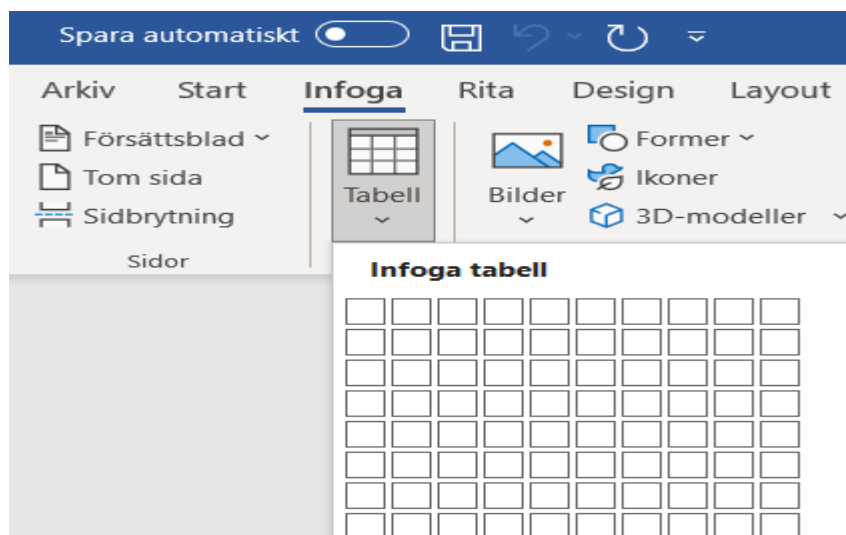 Spara automatiskt
Arkiv Start Infoga Rita Design Layout
Försättsblad
Tom sida
Sidbrytning
Sidor
Tabell
Bilder
Former
Ikoner
3D-modeller
Infoga tabell